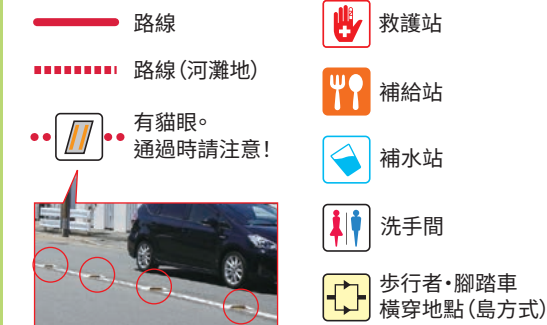 路線
路線（河灘地）
有貓眼。
通過時請注意！
救護站
補給站
補水站
洗手間
歩行者・腳踏車
橫穿地點（島方式）